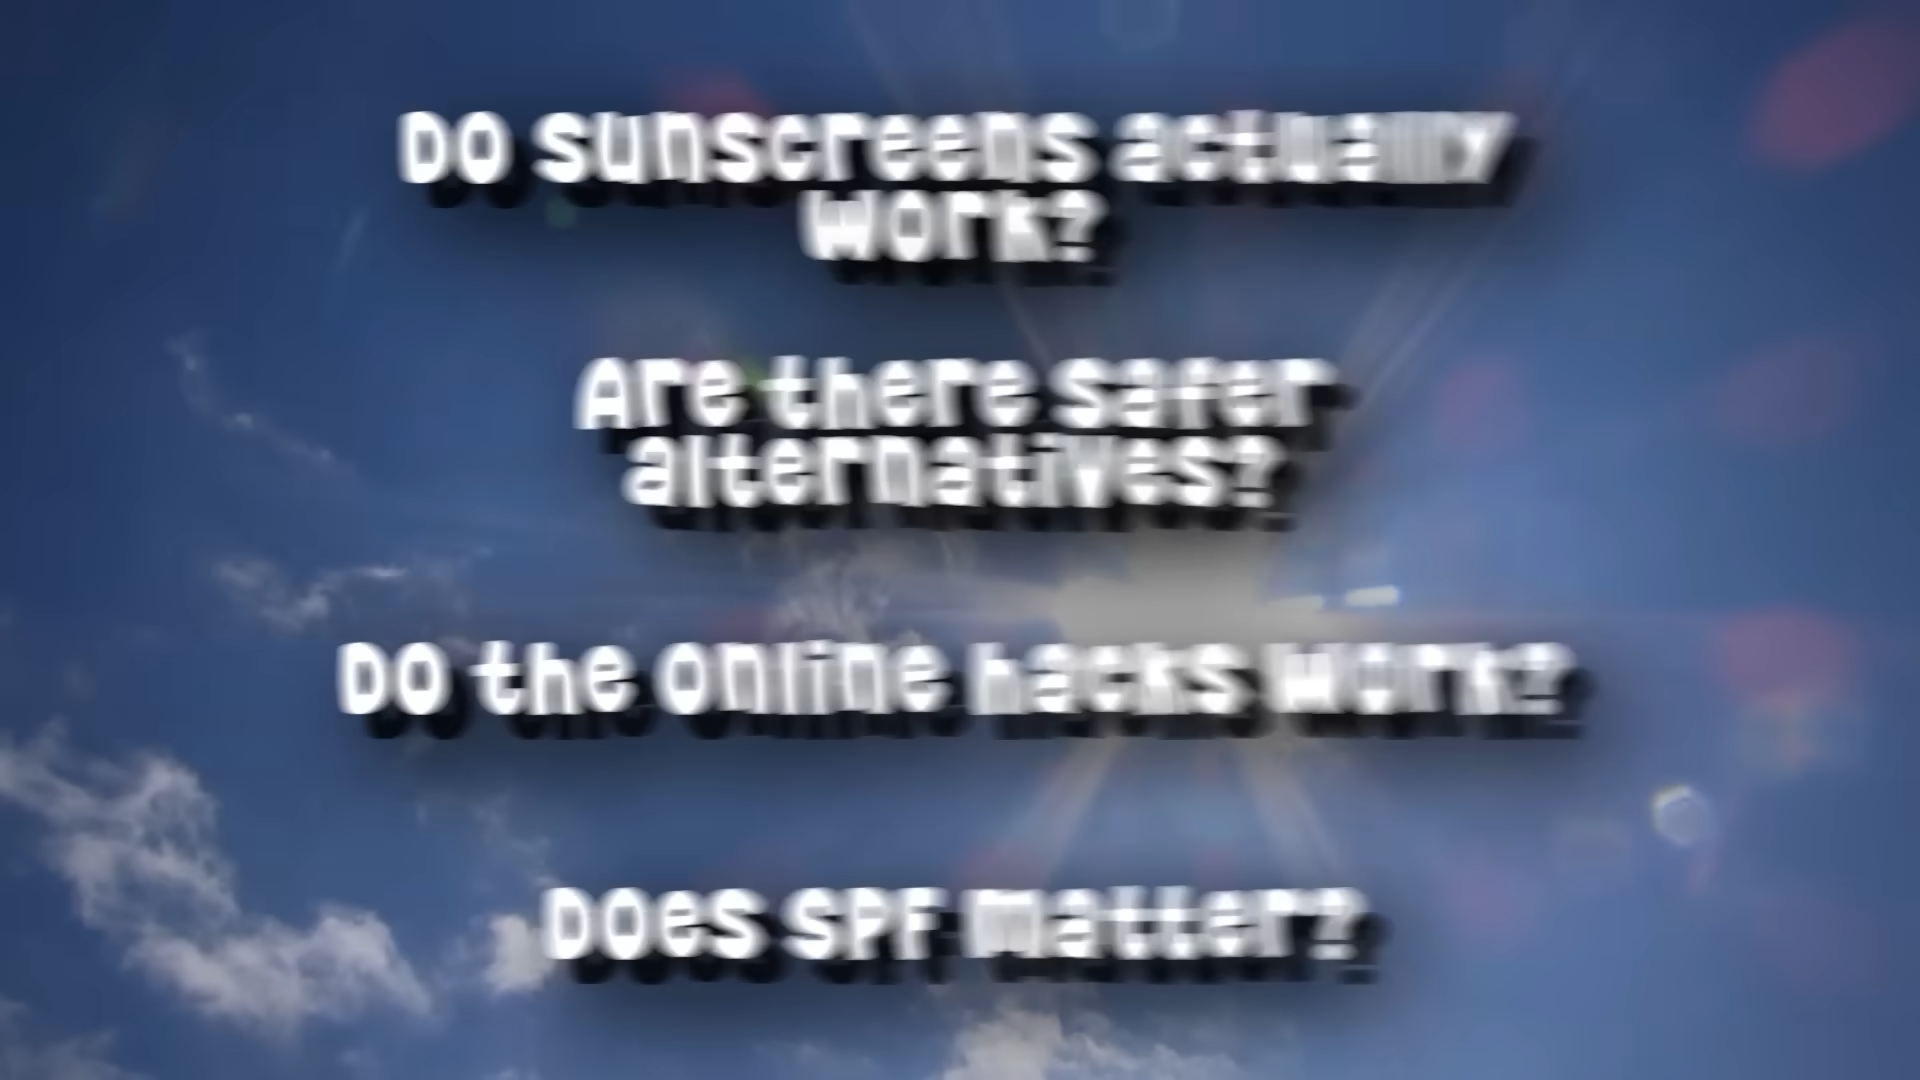 Do sunscreens actually
work?
Are there safer
alternatives?
Do the online hacks work?
Does SPF matter?